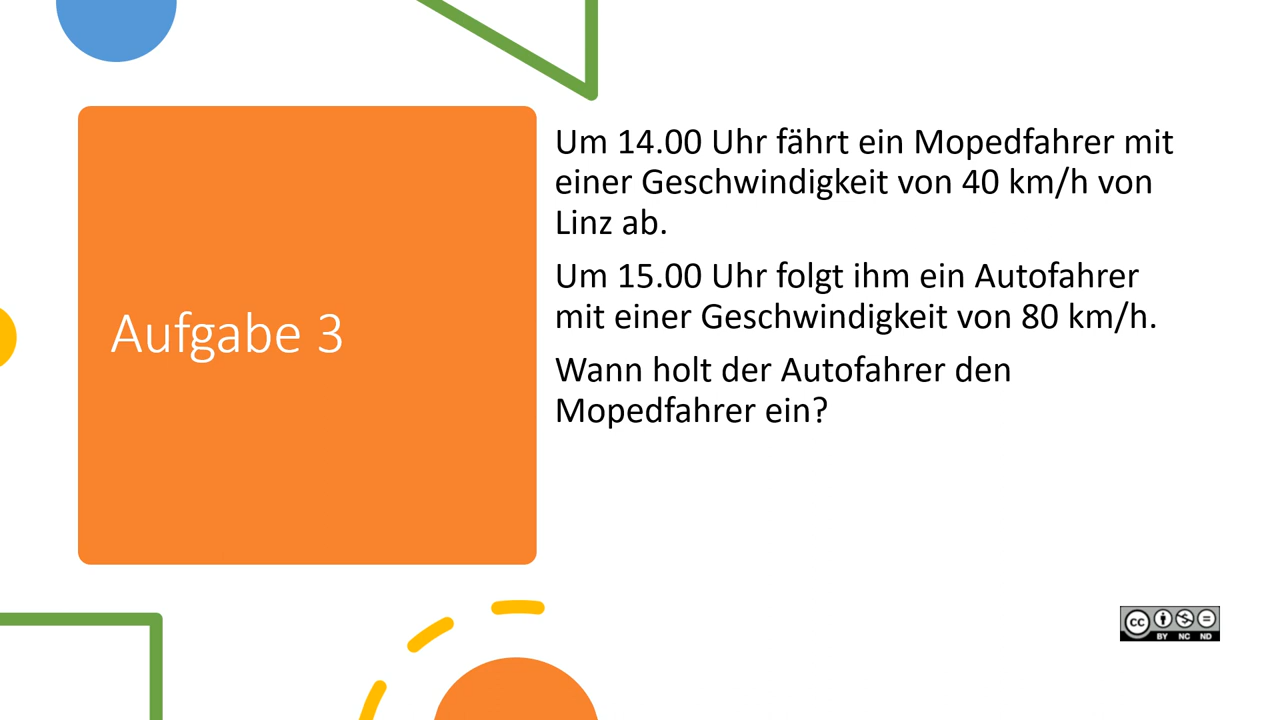 Aufgabe 3
Um 14.00 Uhr fährt ein Mopedfahrer mit
einer Geschwindigkeit von 40 km/h von
Linz ab.
Um 15.00 Uhr folgt ihm ein Autofahrer
mit einer Geschwindigkeit von 80 km/h.
Wann holt der Autofahrer den
Mopedfahrer ein?
cc
BY NC ND